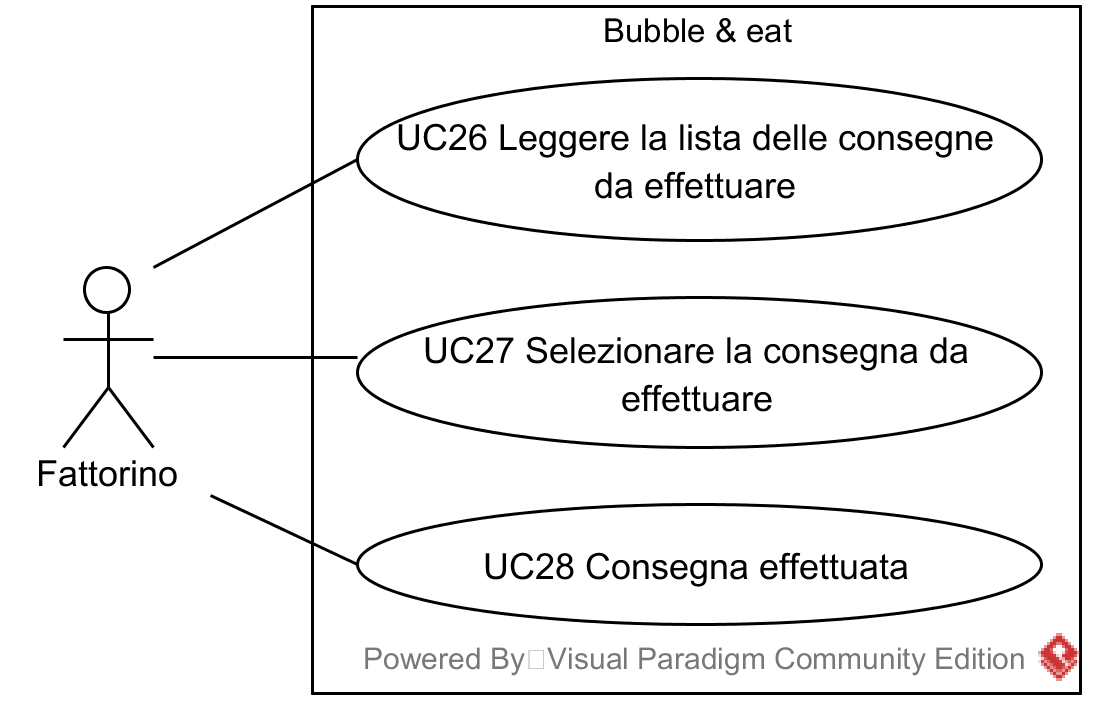 Bubble & eat
UC26 Leggere la lista delle consegne
da effettuare
UC27 Selezionare la consegna da
effettuare
Fattorino
UC28 Consegna effettuata
Powered By Visual Paradigm Community Edition